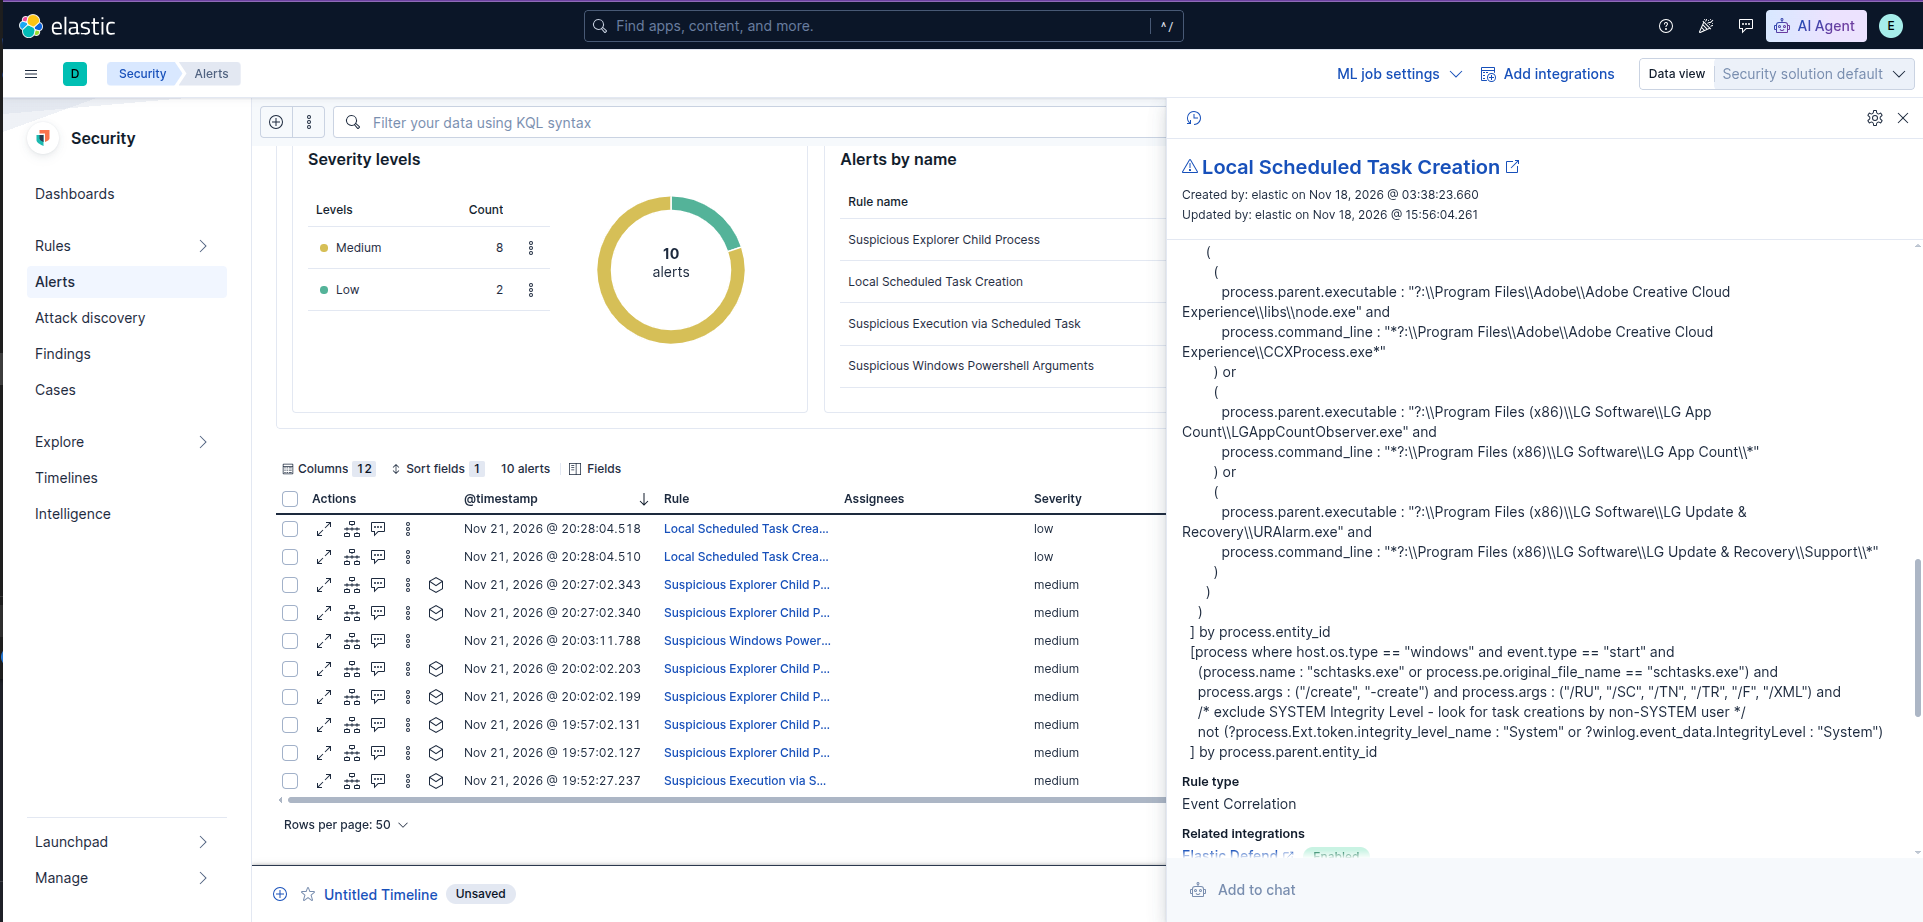 elastic
Find apps, content, and more.
^ /
AI Agent
E
D
Security
Alerts
ML job settings
Add integrations
Data view
Security solution default
Security
Dashboards
Rules
Alerts
Attack discovery
Findings
Cases
Explore
Timelines
Intelligence
Launchpad
Manage
Filter your data using KQL syntax
Severity levels
Levels Count
Medium 8
Low 2
10
alerts
Alerts by name
Rule name
Suspicious Explorer Child Process
Local Scheduled Task Creation
Suspicious Execution via Scheduled Task
Suspicious Windows Powershell Arguments
Columns 12 Sort fields 1 10 alerts Fields
Actions @timestamp Rule Assignees Severity
Nov 21, 2026 @ 20:28:04.518 Local Scheduled Task Crea... low
Nov 21, 2026 @ 20:28:04.510 Local Scheduled Task Crea... low
Nov 21, 2026 @ 20:27:02.343 Suspicious Explorer Child P... medium
Nov 21, 2026 @ 20:27:02.340 Suspicious Explorer Child P... medium
Nov 21, 2026 @ 20:03:11.788 Suspicious Windows Power... medium
Nov 21, 2026 @ 20:02:02.203 Suspicious Explorer Child P... medium
Nov 21, 2026 @ 20:02:02.199 Suspicious Explorer Child P... medium
Nov 21, 2026 @ 19:57:02.131 Suspicious Explorer Child P... medium
Nov 21, 2026 @ 19:57:02.127 Suspicious Explorer Child P... medium
Nov 21, 2026 @ 19:52:27.237 Suspicious Execution via S... medium
Rows per page: 50
Untitled Timeline Unsaved
Local Scheduled Task Creation
Created by: elastic on Nov 18, 2026 @ 03:38:23.660
Updated by: elastic on Nov 18, 2026 @ 15:56:04.261
(
(
process.parent.executable : "?:\\Program Files\\Adobe\\Adobe Creative Cloud
Experience\\libs\\node.exe" and
process.command_line : "*?:\\Program Files\\Adobe\\Adobe Creative Cloud
Experience\\CCXProcess.exe*"
) or
(
process.parent.executable : "?:\\Program Files (x86)\\LG Software\\LG App
Count\\LGAppCountObserver.exe" and
process.command_line : "*?:\\Program Files (x86)\\LG Software\\LG App Count\\*"
) or
(
process.parent.executable : "?:\\Program Files (x86)\\LG Software\\LG Update &
Recovery\\URAlarm.exe" and
process.command_line : "*?:\\Program Files (x86)\\LG Software\\LG Update & Recovery\\Support\\*"
)
)
)
] by process.entity_id
[process where host.os.type == "windows" and event.type == "start" and
(process.name : "schtasks.exe" or process.pe.original_file_name == "schtasks.exe") and
process.args : ("/create", "-create") and process.args : ("/RU", "/SC", "/TN", "/TR", "/F", "/XML") and
/* exclude SYSTEM Integrity Level - look for task creations by non-SYSTEM user */
not (?process.Ext.token.integrity_level_name : "System" or ?winlog.event_data.IntegrityLevel : "System")
] by process.parent.entity_id
Rule type
Event Correlation
Related integrations
Elastic Defend Enabled
Add to chat